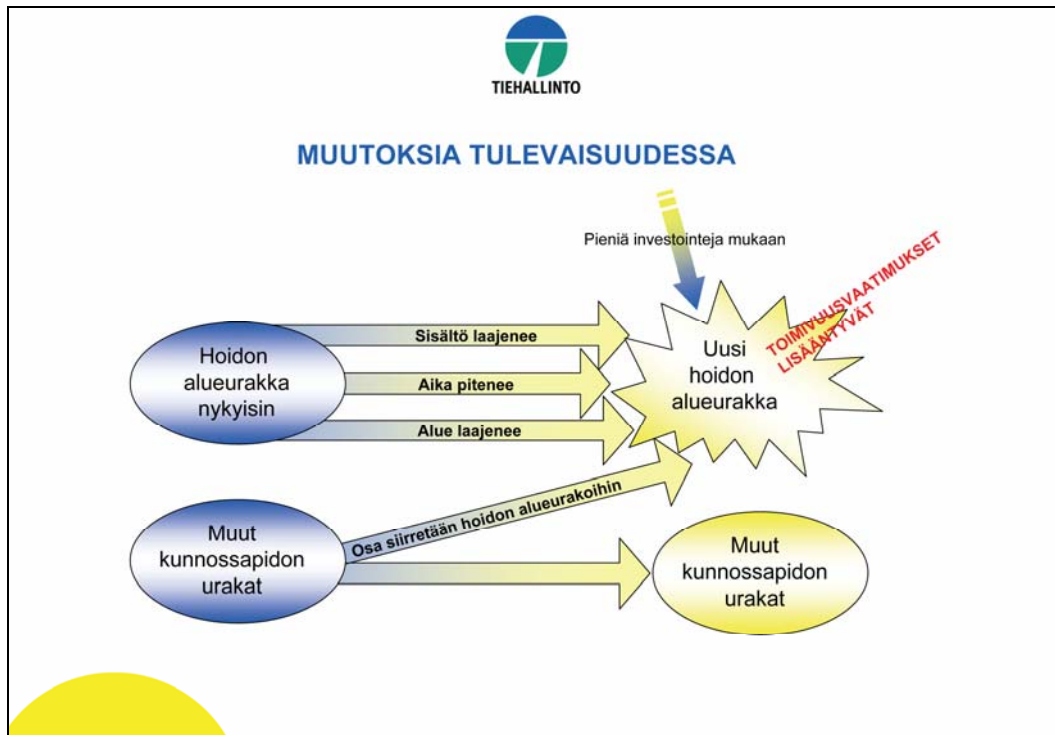 TIEHALLINTO
MUUTOKSIA TULEVAISUUDESSA
Pieniä investointeja mukaan
TOIMIVUUSVAATIMUKSET
LISÄÄNTYVÄT
Hoidon
alueurakka
nykyisin
Sisältö laajenee
Aika pitenee
Alue laajenee
Uusi
hoidon
alueurakka
Muut
kunnossapidon
urakat
Osa siirretään hoidon alueurakoihin
Muut
kunnossapidon
urakat